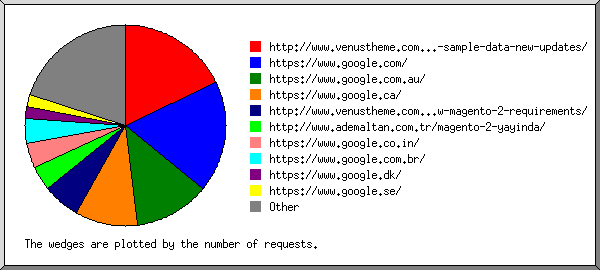 http://www.venustheme.com...-sample-data-new-updates/
https://www.google.com/
https://www.google.com.au/
https://www.google.ca/
http://www.venustheme.com...w-magento-2-requirements/
http://www.ademaltan.com.tr/magento-2-yayinda/
https://www.google.co.in/
https://www.google.com.br/
https://www.google.dk/
https://www.google.se/
Other
The wedges are plotted by the number of requests.